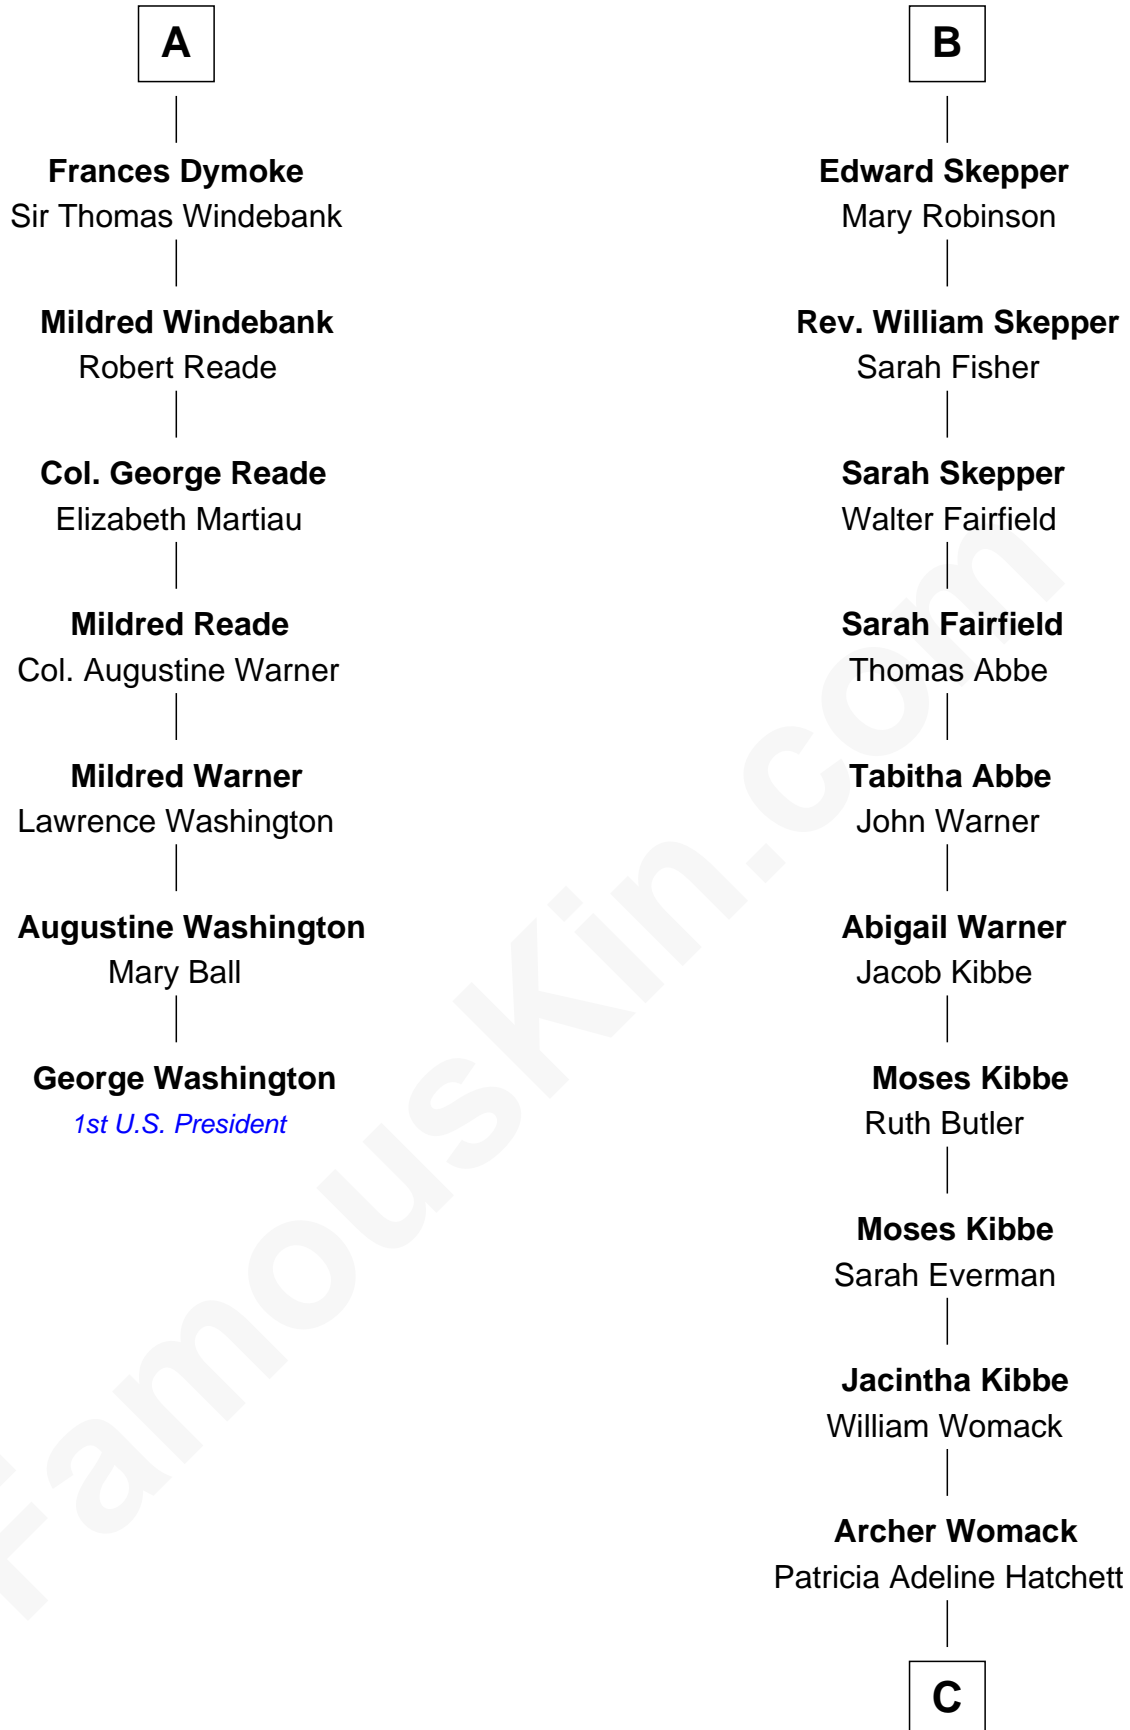 A
Frances Dymoke
Sir Thomas Windebank
Mildred Windebank
Robert Reade
Col. George Reade
Elizabeth Martiau
Mildred Reade
Col. Augustine Warner
Mildred Warner
Lawrence Washington
Augustine Washington
Mary Ball
George Washington
1st U.S. President
B
Edward Skepper
Mary Robinson
Rev. William Skepper
Sarah Fisher
Sarah Skepper
Walter Fairfield
Sarah Fairfield
Thomas Abbe
Tabitha Abbe
John Warner
Abigail Warner
Jacob Kibbe
Moses Kibbe
Ruth Butler
Moses Kibbe
Sarah Everman
Jacintha Kibbe
William Womack
Archer Womack
Patricia Adeline Hatchett
C
FamousKin.com